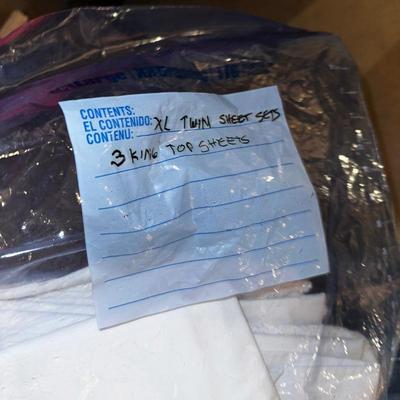 CONTENTS:
EL CONTENIDO: XL TWIN SHEET SETS
CONTENU:
3 KING TOP SHEETS